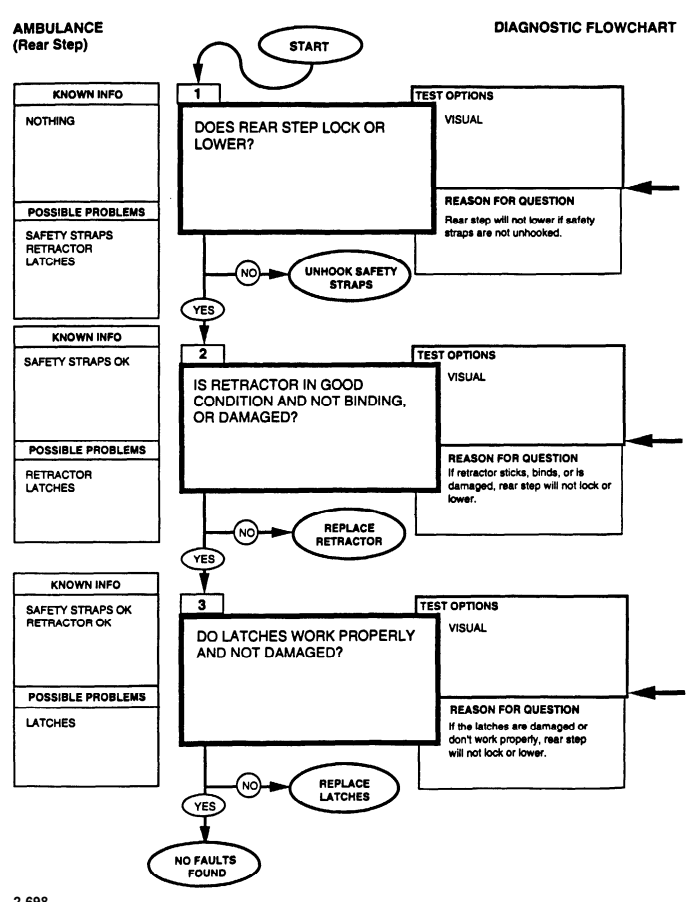 AMBULANCE
(Rear Step)
DIAGNOSTIC FLOWCHART
START
KNOWN INFO
NOTHING
POSSIBLE PROBLEMS
SAFETY STRAPS
RETRACTOR
LATCHES
1
DOES REAR STEP LOCK OR
LOWER?
TEST OPTIONS
VISUAL
REASON FOR QUESTION
Rear step will not lower if safety
straps are not unhooked.
NO
UNHOOK SAFETY
STRAPS
YES
KNOWN INFO
SAFETY STRAPS OK
POSSIBLE PROBLEMS
RETRACTOR
LATCHES
2
IS RETRACTOR IN GOOD
CONDITION AND NOT BINDING,
OR DAMAGED?
TEST OPTIONS
VISUAL
REASON FOR QUESTION
If retractor sticks, binds, or is
damaged, rear step will not lock or
lower.
NO
REPLACE
RETRACTOR
YES
KNOWN INFO
SAFETY STRAPS OK
RETRACTOR OK
POSSIBLE PROBLEMS
LATCHES
3
DO LATCHES WORK PROPERLY
AND NOT DAMAGED?
TEST OPTIONS
VISUAL
REASON FOR QUESTION
If the latches are damaged or
don't work properly, rear step
will not lock or lower.
NO
REPLACE
LATCHES
YES
NO FAULTS
FOUND
2-698